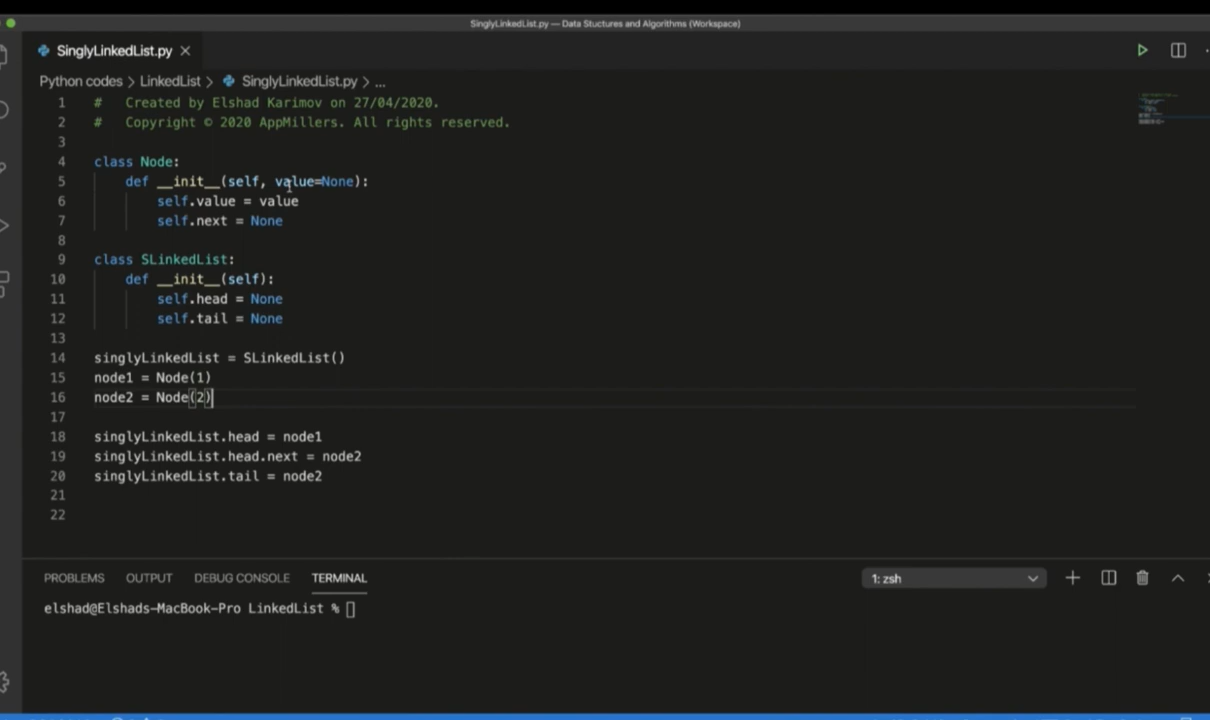 SinglyLinkedList.py — Data Stuctures and Algorithms (Workspace)
SinglyLinkedList.py
Python codes > LinkedList > SinglyLinkedList.py > ...
1 # Created by Elshad Karimov on 27/04/2020.
2 # Copyright © 2020 AppMillers. All rights reserved.
3
4 class Node:
5 def __init__(self, value=None):
6 self.value = value
7 self.next = None
8
9 class SLinkedList:
10 def __init__(self):
11 self.head = None
12 self.tail = None
13
14 singlyLinkedList = SLinkedList()
15 node1 = Node(1)
16 node2 = Node(2)
17
18 singlyLinkedList.head = node1
19 singlyLinkedList.head.next = node2
20 singlyLinkedList.tail = node2
21
22
PROBLEMS OUTPUT DEBUG CONSOLE TERMINAL 1: zsh
elshad@Elshads-MacBook-Pro LinkedList %